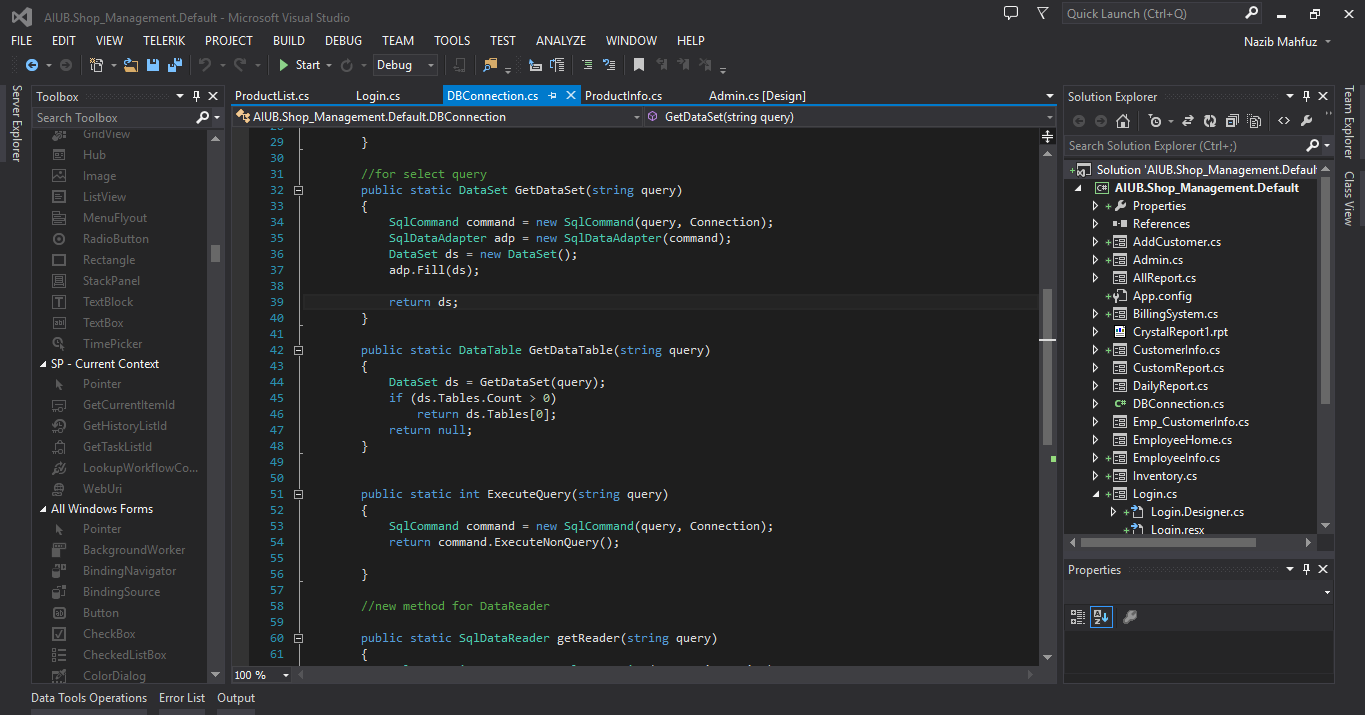 AIUB.Shop_Management.Default - Microsoft Visual Studio
Quick Launch (Ctrl+Q)
FILE EDIT VIEW TELERIK PROJECT BUILD DEBUG TEAM TOOLS TEST ANALYZE WINDOW HELP
Nazib Mahfuz
Start Debug
Server Explorer
Toolbox
Search Toolbox
GridView
Hub
Image
ListView
MenuFlyout
RadioButton
Rectangle
StackPanel
TextBlock
TextBox
TimePicker
SP - Current Context
Pointer
GetCurrentItemId
GetHistoryListId
GetTaskListId
LookupWorkflowCo...
WebUri
All Windows Forms
Pointer
BackgroundWorker
BindingNavigator
BindingSource
Button
CheckBox
CheckedListBox
ColorDialog
ProductList.cs Login.cs DBConnection.cs ProductInfo.cs Admin.cs [Design]
AIUB.Shop_Management.Default.DBConnection GetDataSet(string query)
28
29 }
30
31 //for select query
32 public static DataSet GetDataSet(string query)
33 {
34 SqlCommand command = new SqlCommand(query, Connection);
35 SqlDataAdapter adp = new SqlDataAdapter(command);
36 DataSet ds = new DataSet();
37 adp.Fill(ds);
38
39 return ds;
40 }
41
42 public static DataTable GetDataTable(string query)
43 {
44 DataSet ds = GetDataSet(query);
45 if (ds.Tables.Count > 0)
46 return ds.Tables[0];
47 return null;
48 }
49
50
51 public static int ExecuteQuery(string query)
52 {
53 SqlCommand command = new SqlCommand(query, Connection);
54 return command.ExecuteNonQuery();
55
56 }
57
58 //new method for DataReader
59
60 public static SqlDataReader getReader(string query)
61 {
100 %
Solution Explorer
Search Solution Explorer (Ctrl+;)
Solution 'AIUB.Shop_Management.Defaul
AIUB.Shop_Management.Default
Properties
References
AddCustomer.cs
Admin.cs
AllReport.cs
App.config
BillingSystem.cs
CrystalReport1.rpt
CustomerInfo.cs
CustomReport.cs
DailyReport.cs
DBConnection.cs
Emp_CustomerInfo.cs
EmployeeHome.cs
EmployeeInfo.cs
Inventory.cs
Login.cs
Login.Designer.cs
Login.resx
Properties
Team Explorer
Class View
Data Tools Operations Error List Output